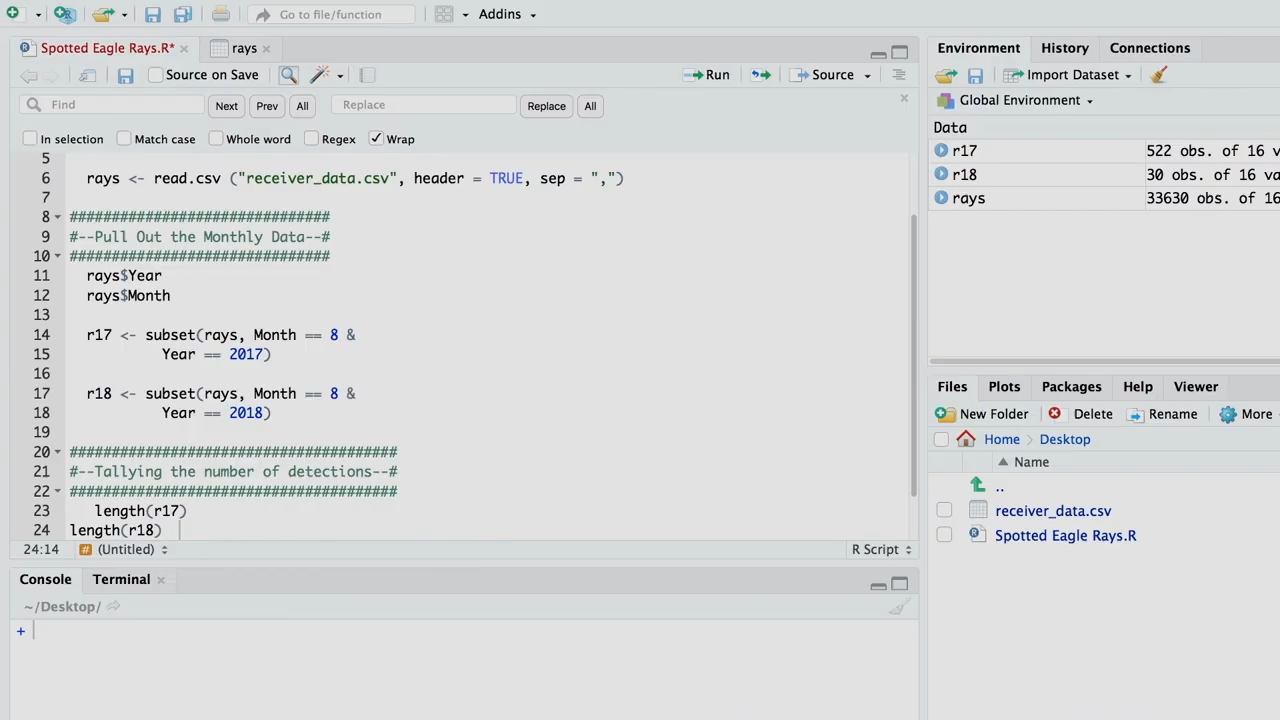 Go to file/function
Addins
Spotted Eagle Rays.R*
rays
Source on Save
Run
Source
Find
Next
Prev
All
Replace
Replace
All
In selection
Match case
Whole word
Regex
Wrap
5
6 rays <- read.csv ("receiver_data.csv", header = TRUE, sep = ",")
7
8 ###############################
9 #--Pull Out the Monthly Data--#
10 ###############################
11 rays$Year
12 rays$Month
13
14 r17 <- subset(rays, Month == 8 &
15 Year == 2017)
16
17 r18 <- subset(rays, Month == 8 &
18 Year == 2018)
19
20 #######################################
21 #--Tallying the number of detections--#
22 #######################################
23 length(r17)
24 length(r18)
24:14
# (Untitled)
R Script
Console
Terminal
~/Desktop/
+
Environment
History
Connections
Import Dataset
Global Environment
Data
r17 522 obs. of 16 va
r18 30 obs. of 16 va
rays 33630 obs. of 16
Files
Plots
Packages
Help
Viewer
New Folder
Delete
Rename
More
Home
Desktop
Name
..
receiver_data.csv
Spotted Eagle Rays.R